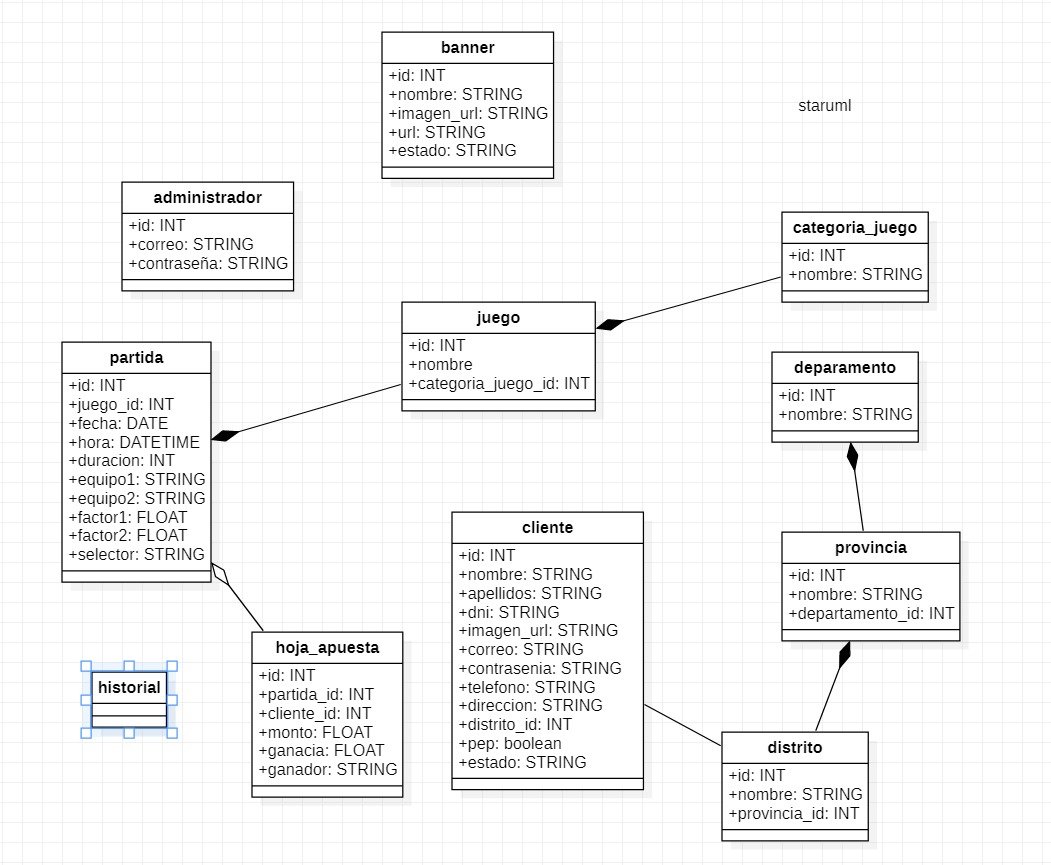 banner
+id: INT
+nombre: STRING
+imagen_url: STRING
+url: STRING
+estado: STRING
staruml
administrador
+id: INT
+correo: STRING
+contraseña: STRING
categoria_juego
+id: INT
+nombre: STRING
juego
+id: INT
+nombre
+categoria_juego_id: INT
partida
+id: INT
+juego_id: INT
+fecha: DATE
+hora: DATETIME
+duracion: INT
+equipo1: STRING
+equipo2: STRING
+factor1: FLOAT
+factor2: FLOAT
+selector: STRING
deparamento
+id: INT
+nombre: STRING
cliente
+id: INT
+nombre: STRING
+apellidos: STRING
+dni: STRING
+imagen_url: STRING
+correo: STRING
+contrasenia: STRING
+telefono: STRING
+direccion: STRING
+distrito_id: INT
+pep: boolean
+estado: STRING
provincia
+id: INT
+nombre: STRING
+departamento_id: INT
hoja_apuesta
+id: INT
+partida_id: INT
+cliente_id: INT
+monto: FLOAT
+ganacia: FLOAT
+ganador: STRING
historial
distrito
+id: INT
+nombre: STRING
+provincia_id: INT